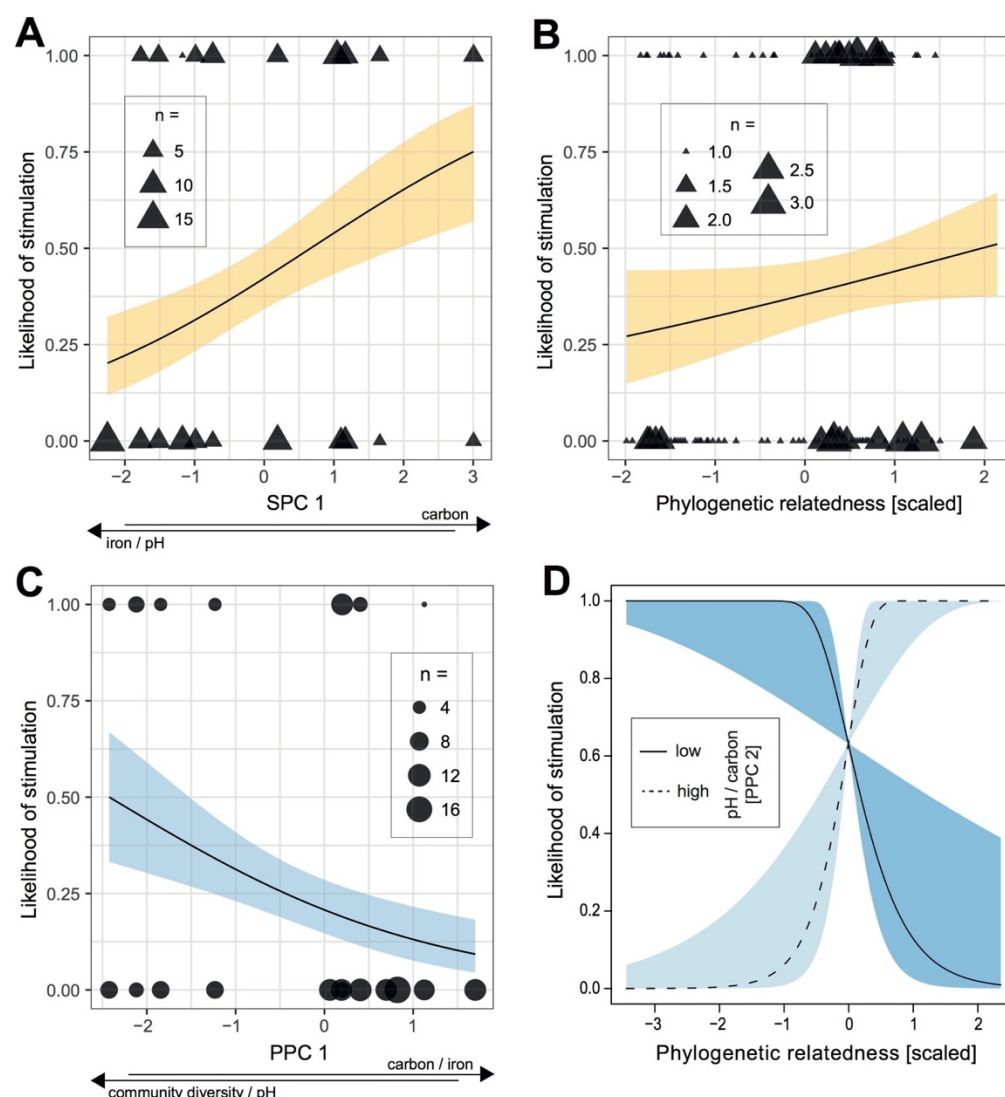 A
Likelihood of stimulation
1.00
0.75
0.50
0.25
0.00
n =
5
10
15
−2
−1
0
1
2
3
SPC 1
carbon
iron / pH
B
Likelihood of stimulation
1.00
0.75
0.50
0.25
0.00
n =
1.0
1.5
2.0
2.5
3.0
−2
−1
0
1
2
Phylogenetic relatedness [scaled]
C
Likelihood of stimulation
1.00
0.75
0.50
0.25
0.00
n =
4
8
12
16
−2
−1
0
1
PPC 1
carbon / iron
community diversity / pH
D
Likelihood of stimulation
1.0
0.8
0.6
0.4
0.2
0.0
low
high
pH / carbon
[PPC 2]
−3
−2
−1
0
1
2
Phylogenetic relatedness [scaled]